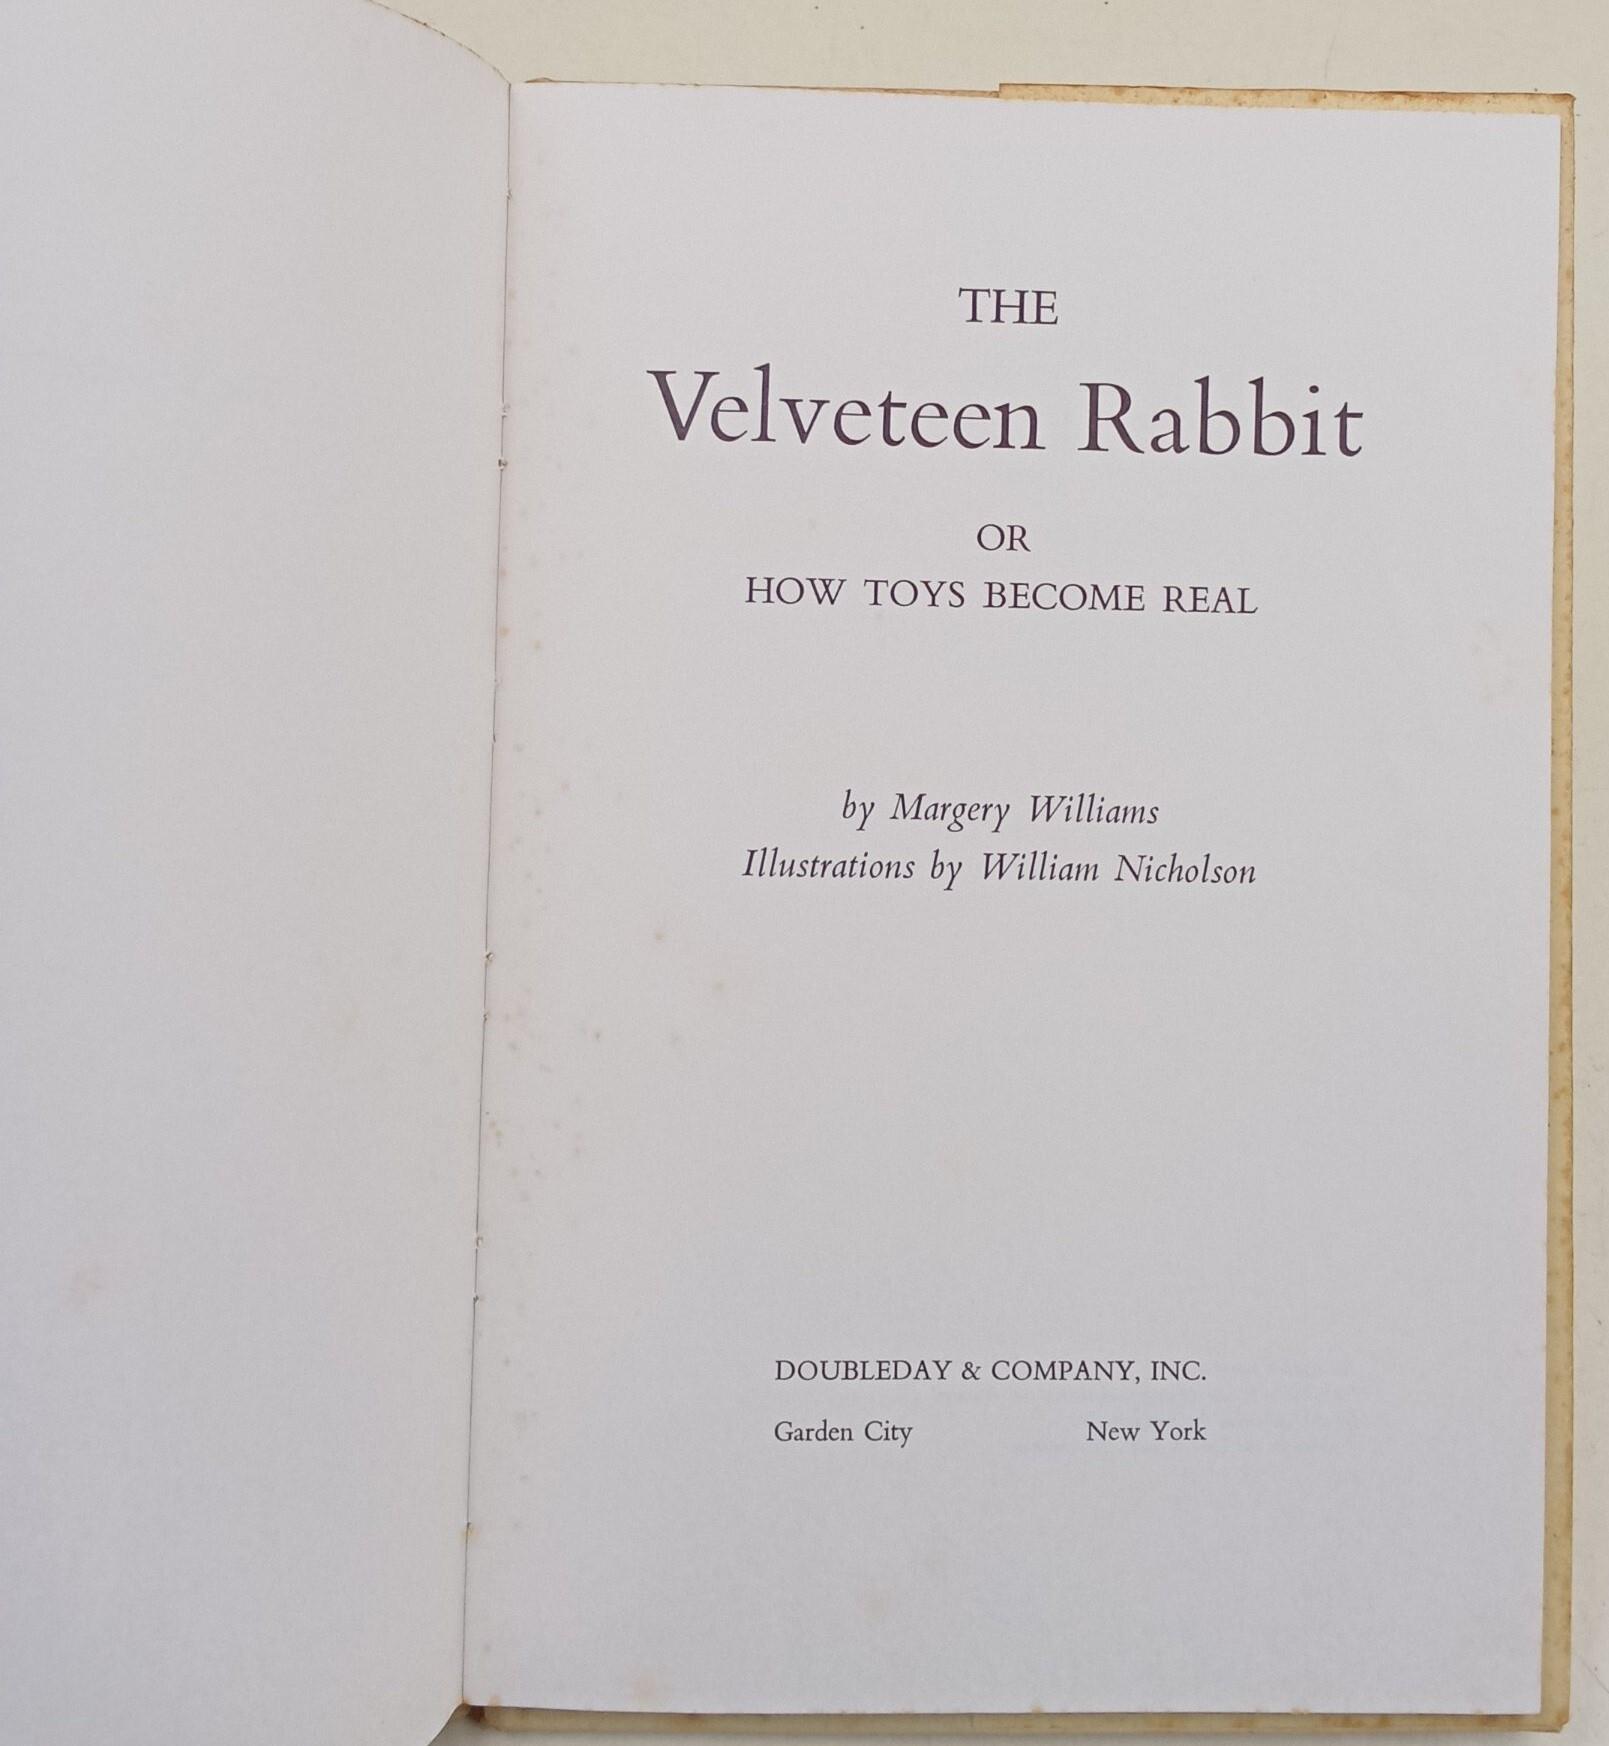 THE
Velveteen Rabbit
OR
HOW TOYS BECOME REAL
by Margery Williams
Illustrations by William Nicholson
DOUBLEDAY & COMPANY, INC.
Garden City New York